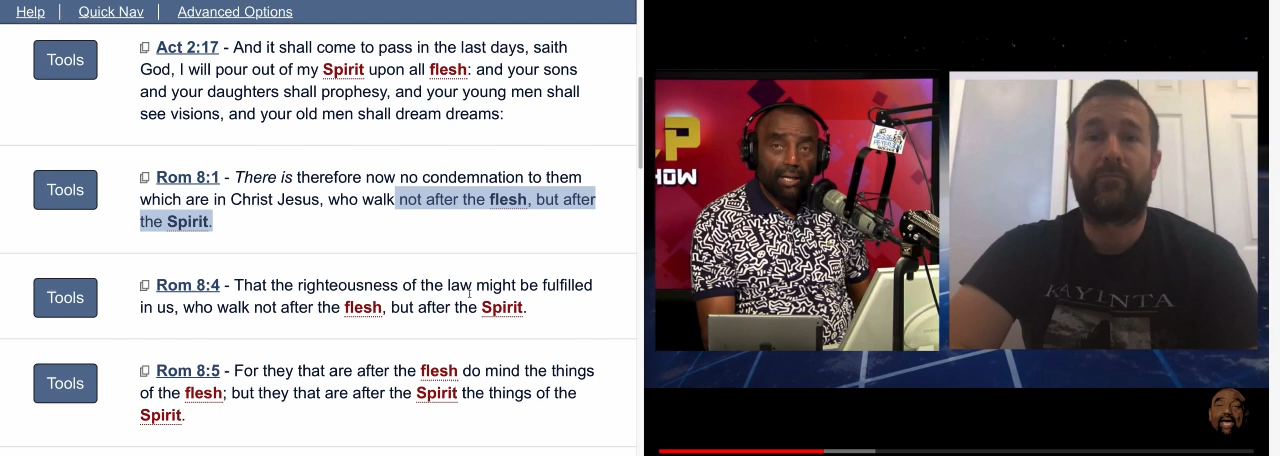 Help | Quick Nav | Advanced Options
Tools
Act 2:17 - And it shall come to pass in the last days, saith
God, I will pour out of my Spirit upon all flesh: and your sons
and your daughters shall prophesy, and your young men shall
see visions, and your old men shall dream dreams:
Tools
Rom 8:1 - There is therefore now no condemnation to them
which are in Christ Jesus, who walk not after the flesh, but after
the Spirit.
Tools
Rom 8:4 - That the righteousness of the law might be fulfilled
in us, who walk not after the flesh, but after the Spirit.
Tools
Rom 8:5 - For they that are after the flesh do mind the things
of the flesh; but they that are after the Spirit the things of the
Spirit.
LP
HOW
JESSE
PETERSON
KAYINTA